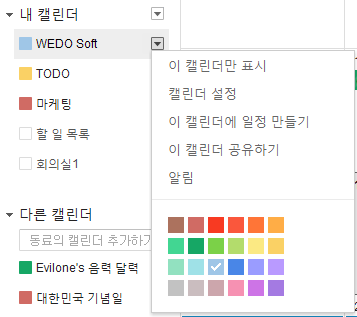 내 캘린더
WEDO Soft
TODO
마케팅
할 일 목록
회의실1
이 캘린더만 표시
캘린더 설정
이 캘린더에 일정 만들기
이 캘린더 공유하기
알림
다른 캘린더
동료의 캘린더 추가하기
Evilone's 음력 달력
대한민국 기념일